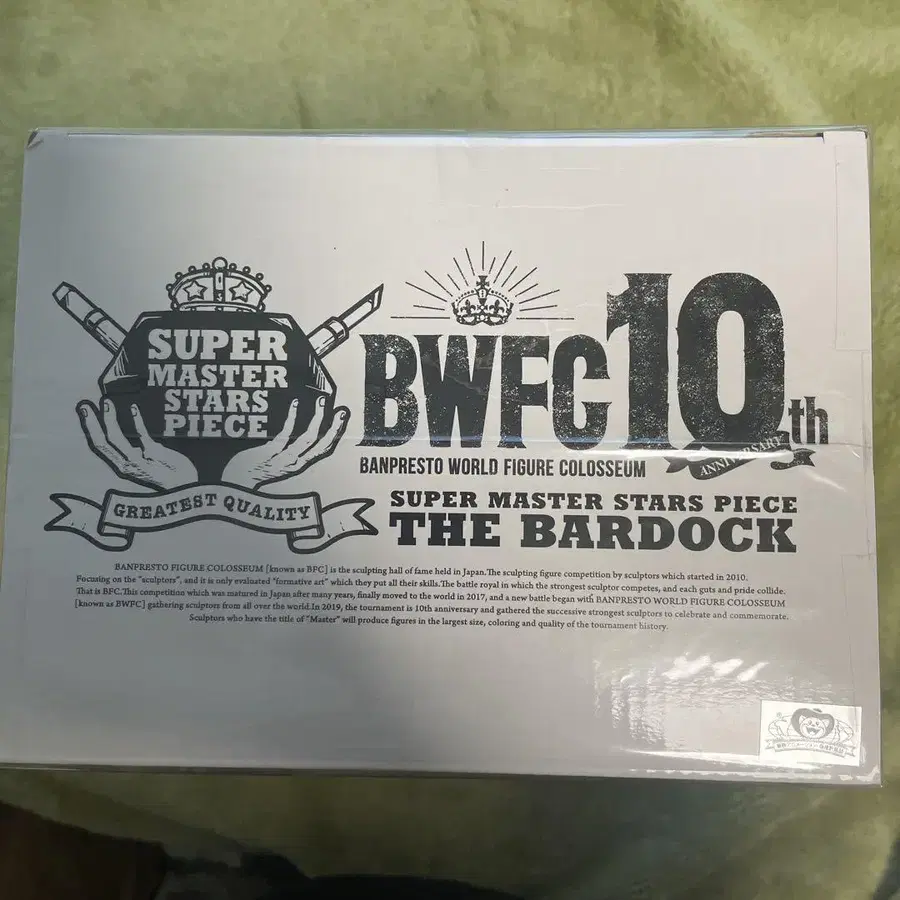 SUPER
MASTER
STARS
PIECE
GREATEST QUALITY
BWFC10th
ANNIVERSARY
BANPRESTO WORLD FIGURE COLOSSEUM
SUPER MASTER STARS PIECE
THE BARDOCK
BANPRESTO FIGURE COLOSSEUM [known as BFC] is the sculpting hall of fame held in Japan.The sculpting figure competition by sculptors which started in 2010.
Focusing on the "sculptors", and it is only evaluated "formative art" which they put all their skills.The battle royal in which the strongest sculptor competes, and each guts and pride collide.
That is BFC.This competition which was matured in Japan after many years, finally moved to the world in 2017, and a new battle began with BANPRESTO WORLD FIGURE COLOSSEUM
[known as BWFC] gathering sculptors from all over the world.In 2019, the tournament is 10th anniversary and gathered the successive strongest sculptors to celebrate and commemorate.
Sculptors who have the title of "Master" will produce figures in the largest size, coloring and quality of the tournament history.